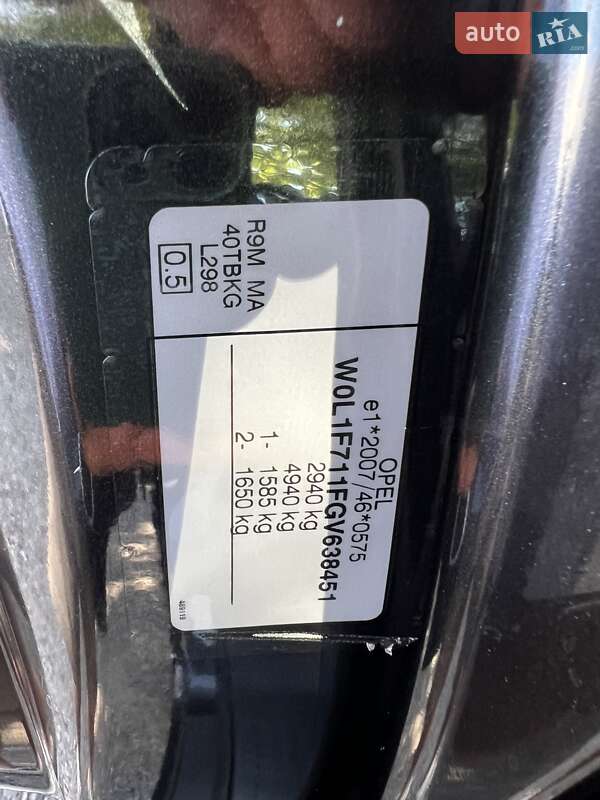 auto RIA.com
OPEL
e1*2007/46*0575
W0L1F711FGV638451
2940 kg
4940 kg
1- 1585 kg
2- 1650 kg
R9M MA
40TBKG
L298
0.5